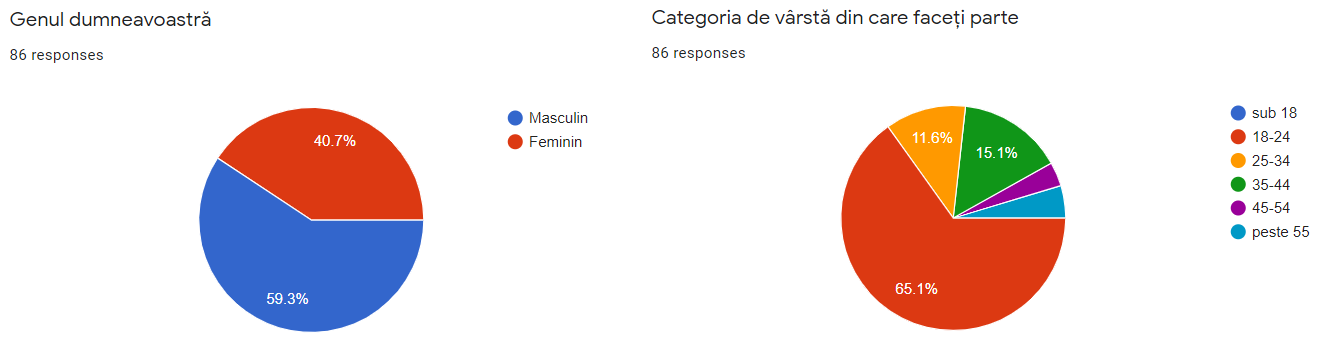 Genul dumneavoastră
86 responses
Masculin
Feminin
40.7%
59.3%
Categoria de vârstă din care faceți parte
86 responses
sub 18
18-24
25-34
35-44
45-54
peste 55
11.6%
15.1%
65.1%